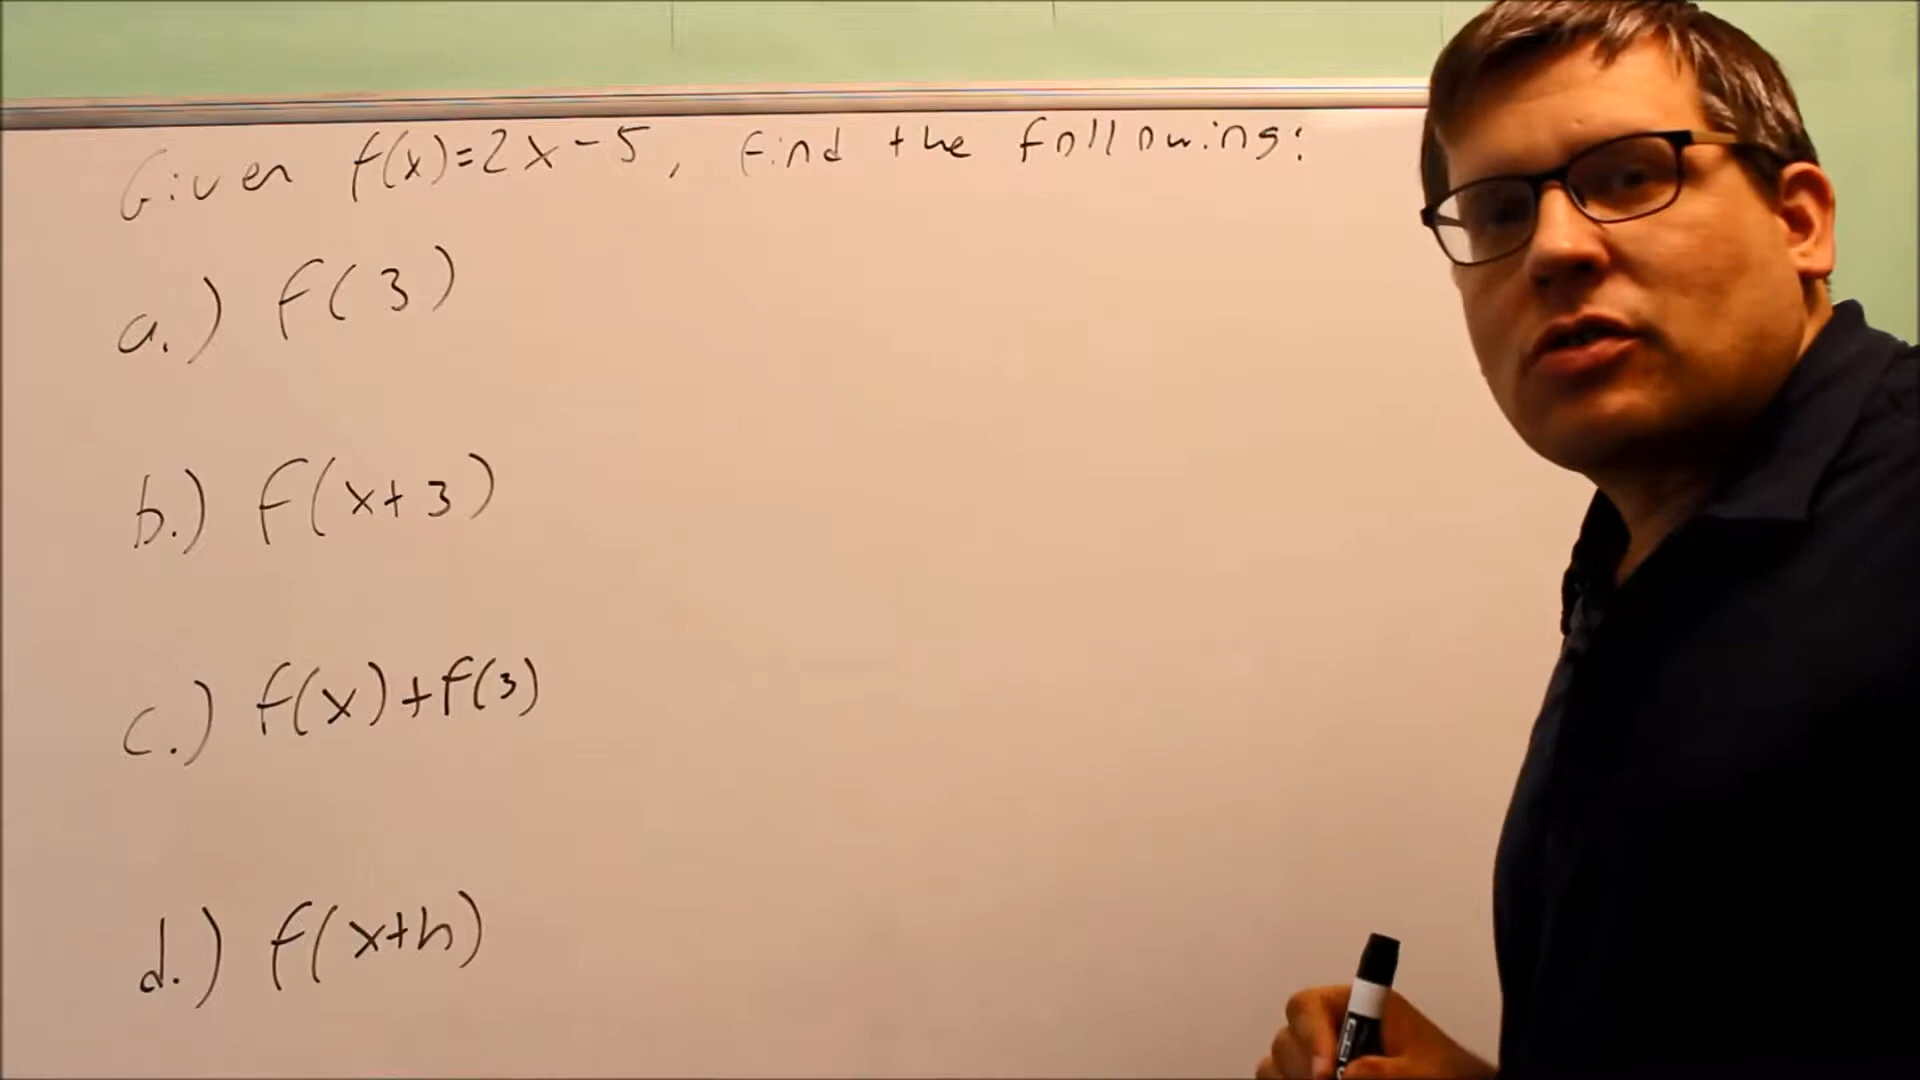 Given f(x)=2x-5, find the following:
a.) f(3)
b.) f(x+3)
c.) f(x)+f(3)
d.) f(x+h)